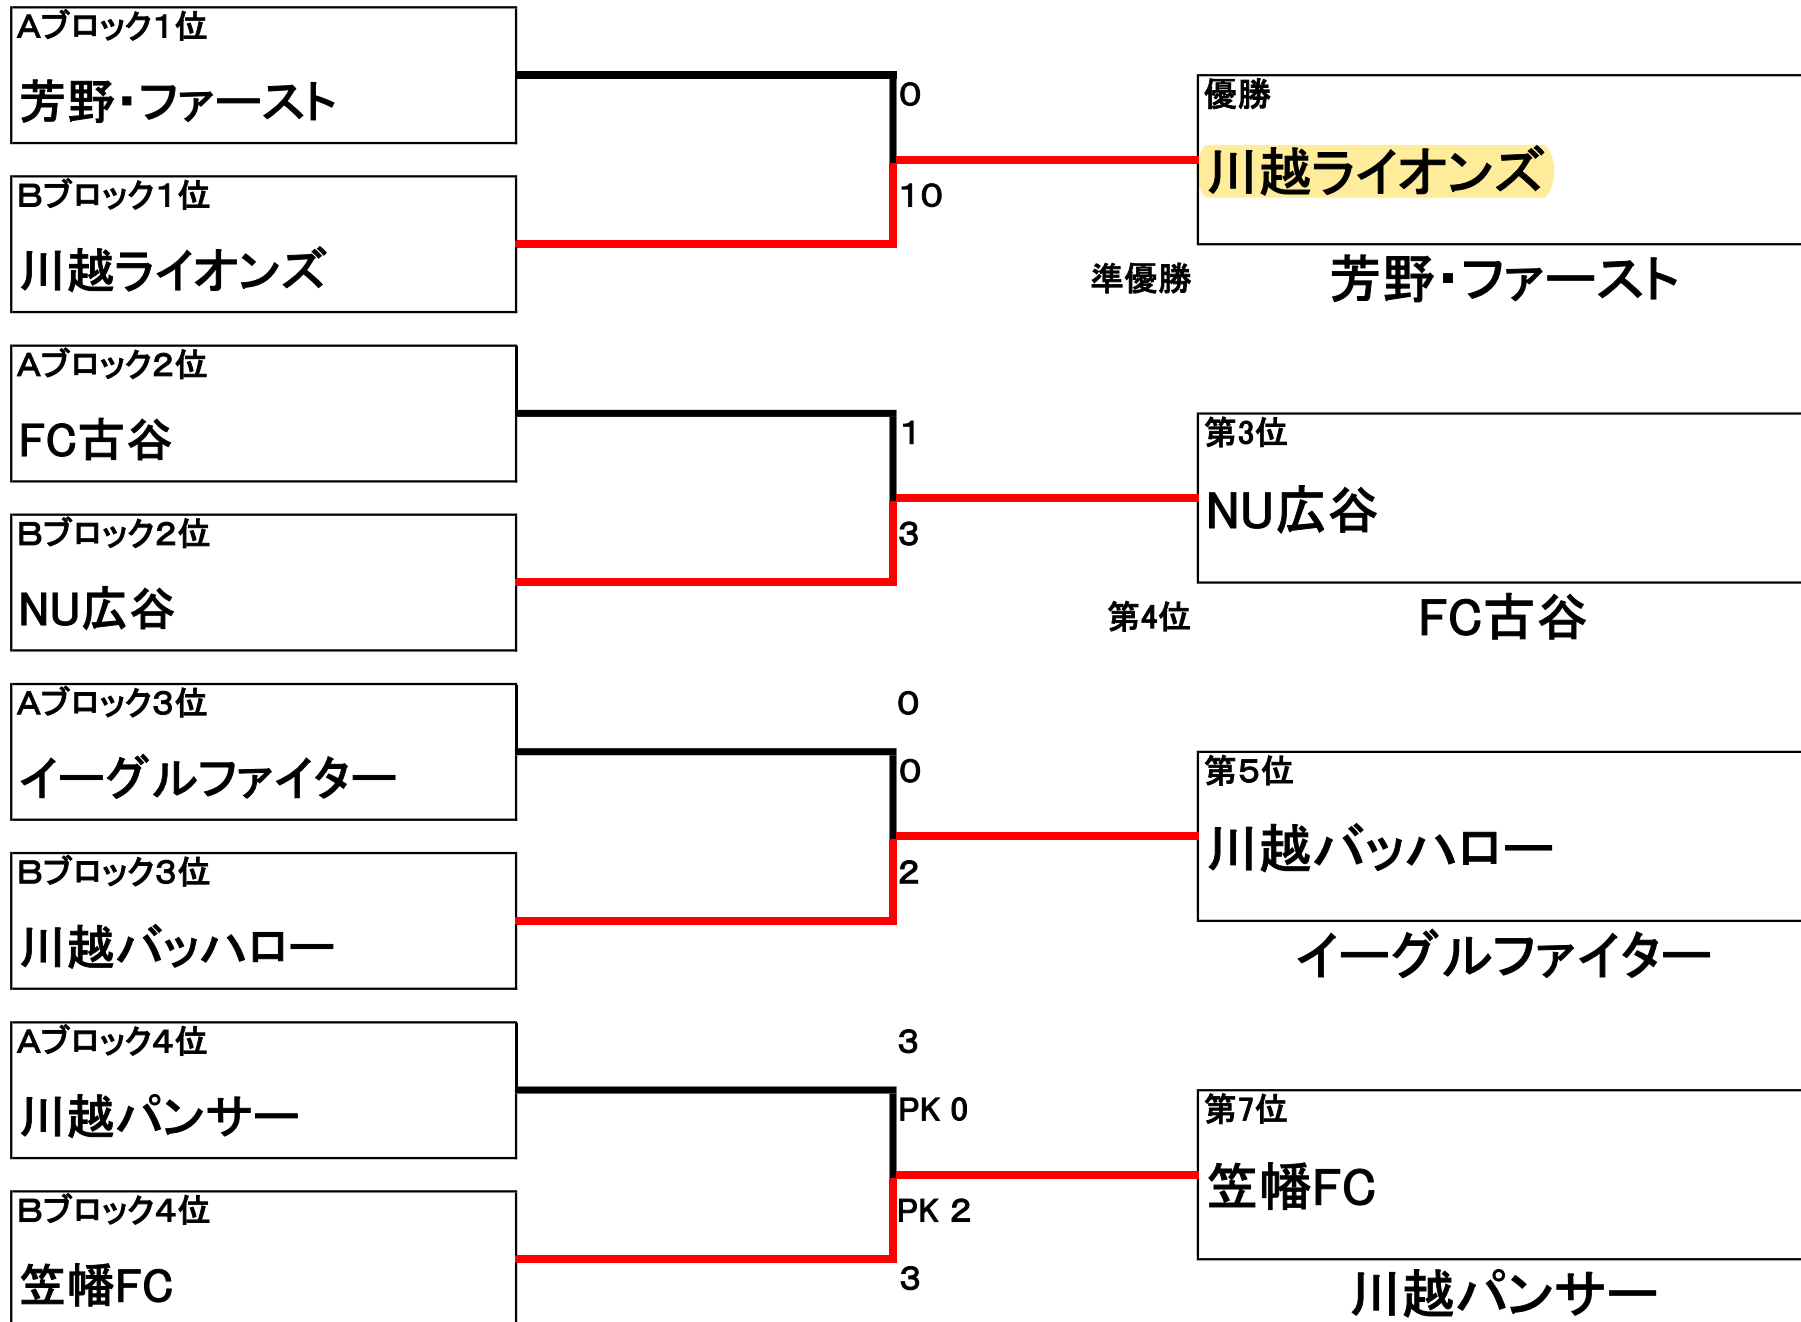 Aブロック1位
芳野・ファースト
0
優勝
川越ライオンズ
Bブロック1位
川越ライオンズ
10
準優勝
芳野・ファースト
Aブロック2位
FC古谷
1
第3位
NU広谷
Bブロック2位
NU広谷
3
第4位
FC古谷
Aブロック3位
イーグルファイター
0
0
第5位
川越バッハロー
Bブロック3位
川越バッハロー
2
イーグルファイター
Aブロック4位
川越パンサー
3
PK 0
第7位
笠幡FC
Bブロック4位
笠幡FC
PK 2
3
川越パンサー